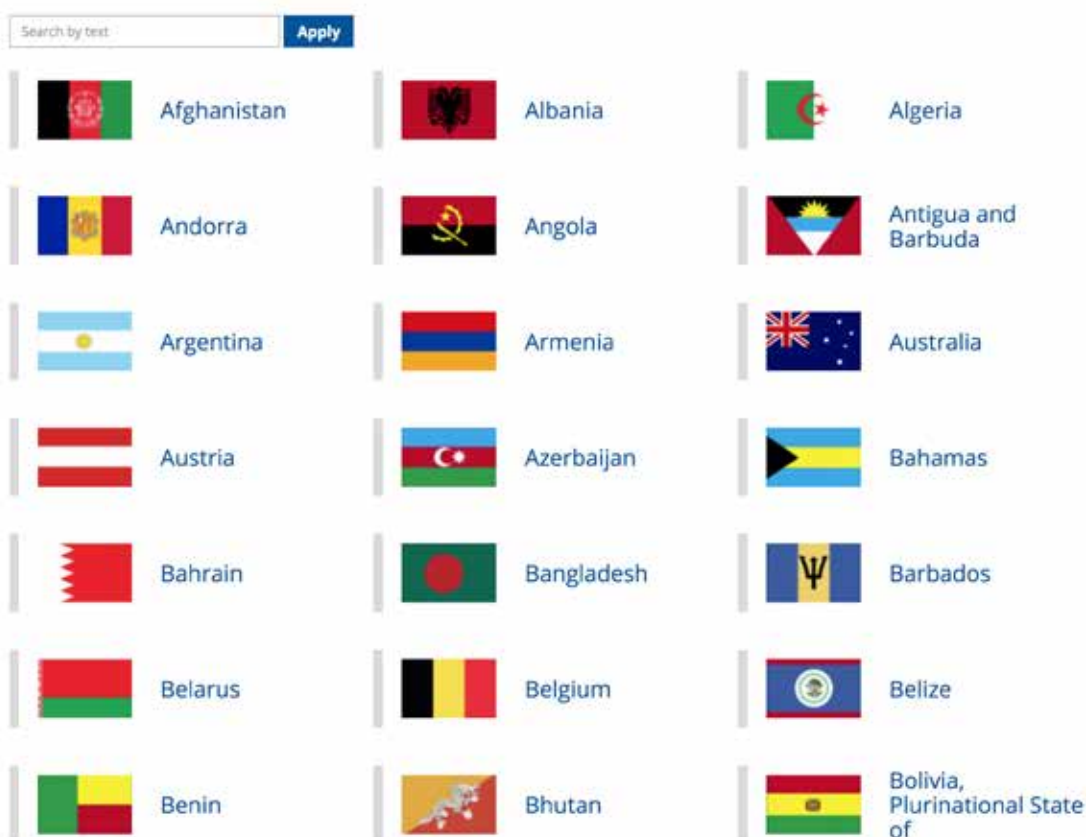 Search by text
Apply
Afghanistan
Albania
Algeria
Andorra
Angola
Antigua and
Barbuda
Argentina
Armenia
Australia
Austria
Azerbaijan
Bahamas
Bahrain
Bangladesh
Barbados
Belarus
Belgium
Belize
Benin
Bhutan
Bolivia,
Plurinational State
of